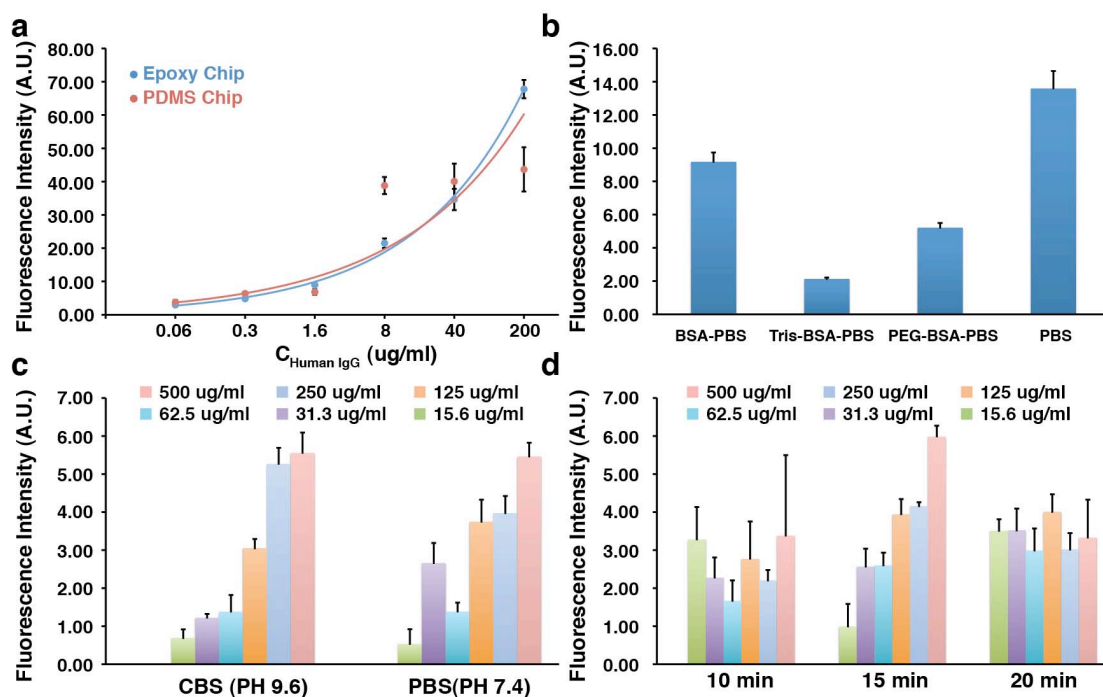 a
Fluorescence Intensity (A.U.)
80.00
70.00
60.00
50.00
40.00
30.00
20.00
10.00
0.00
Epoxy Chip
PDMS Chip
0.06 0.3 1.6 8 40 200
C Human IgG (ug/ml)
b
Fluorescence Intensity (A.U.)
16.00
14.00
12.00
10.00
8.00
6.00
4.00
2.00
0.00
BSA-PBS Tris-BSA-PBS PEG-BSA-PBS PBS
c
Fluorescence Intensity (A.U.)
500 ug/ml 250 ug/ml 125 ug/ml
62.5 ug/ml 31.3 ug/ml 15.6 ug/ml
7.00
6.00
5.00
4.00
3.00
2.00
1.00
0.00
CBS (PH 9.6) PBS(PH 7.4)
d
Fluorescence Intensity (A.U.)
500 ug/ml 250 ug/ml 125 ug/ml
62.5 ug/ml 31.3 ug/ml 15.6 ug/ml
7.00
6.00
5.00
4.00
3.00
2.00
1.00
0.00
10 min 15 min 20 min